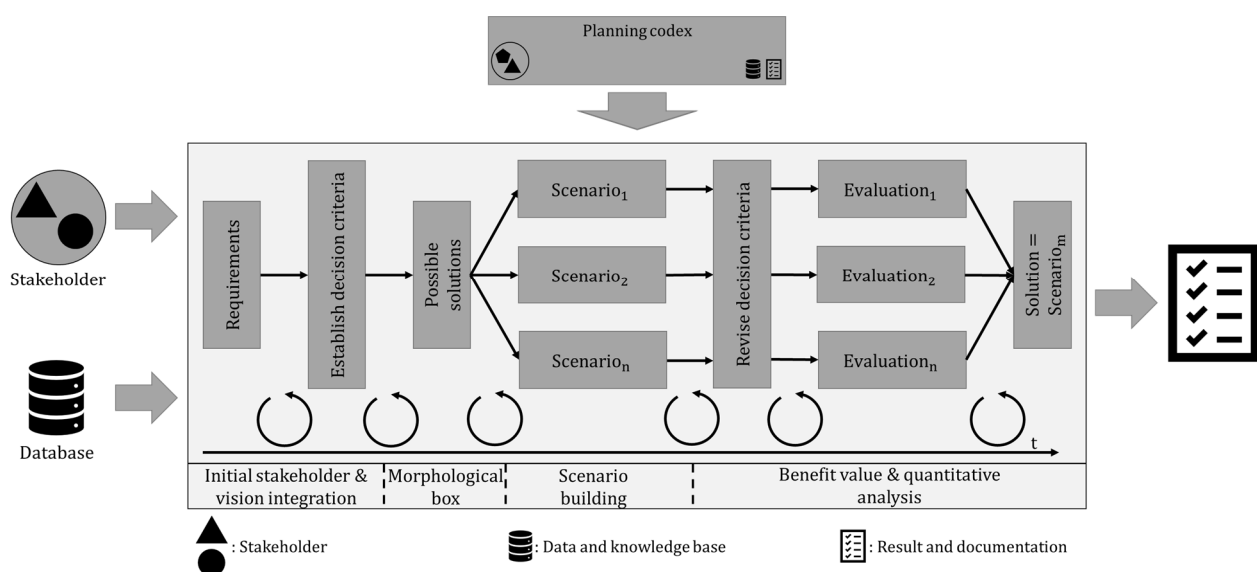 Planning codex
Stakeholder
Database
Requirements
Establish decision criteria
Possible
solutions
Scenario₁
Scenario₂
Scenarioₙ
Revise decision criteria
Evaluation₁
Evaluation₂
Evaluationₙ
Solution =
Scenarioₘ
t
Initial stakeholder &
vision integration
Morphological
box
Scenario
building
Benefit value & quantitative
analysis
: Stakeholder
: Data and knowledge base
: Result and documentation